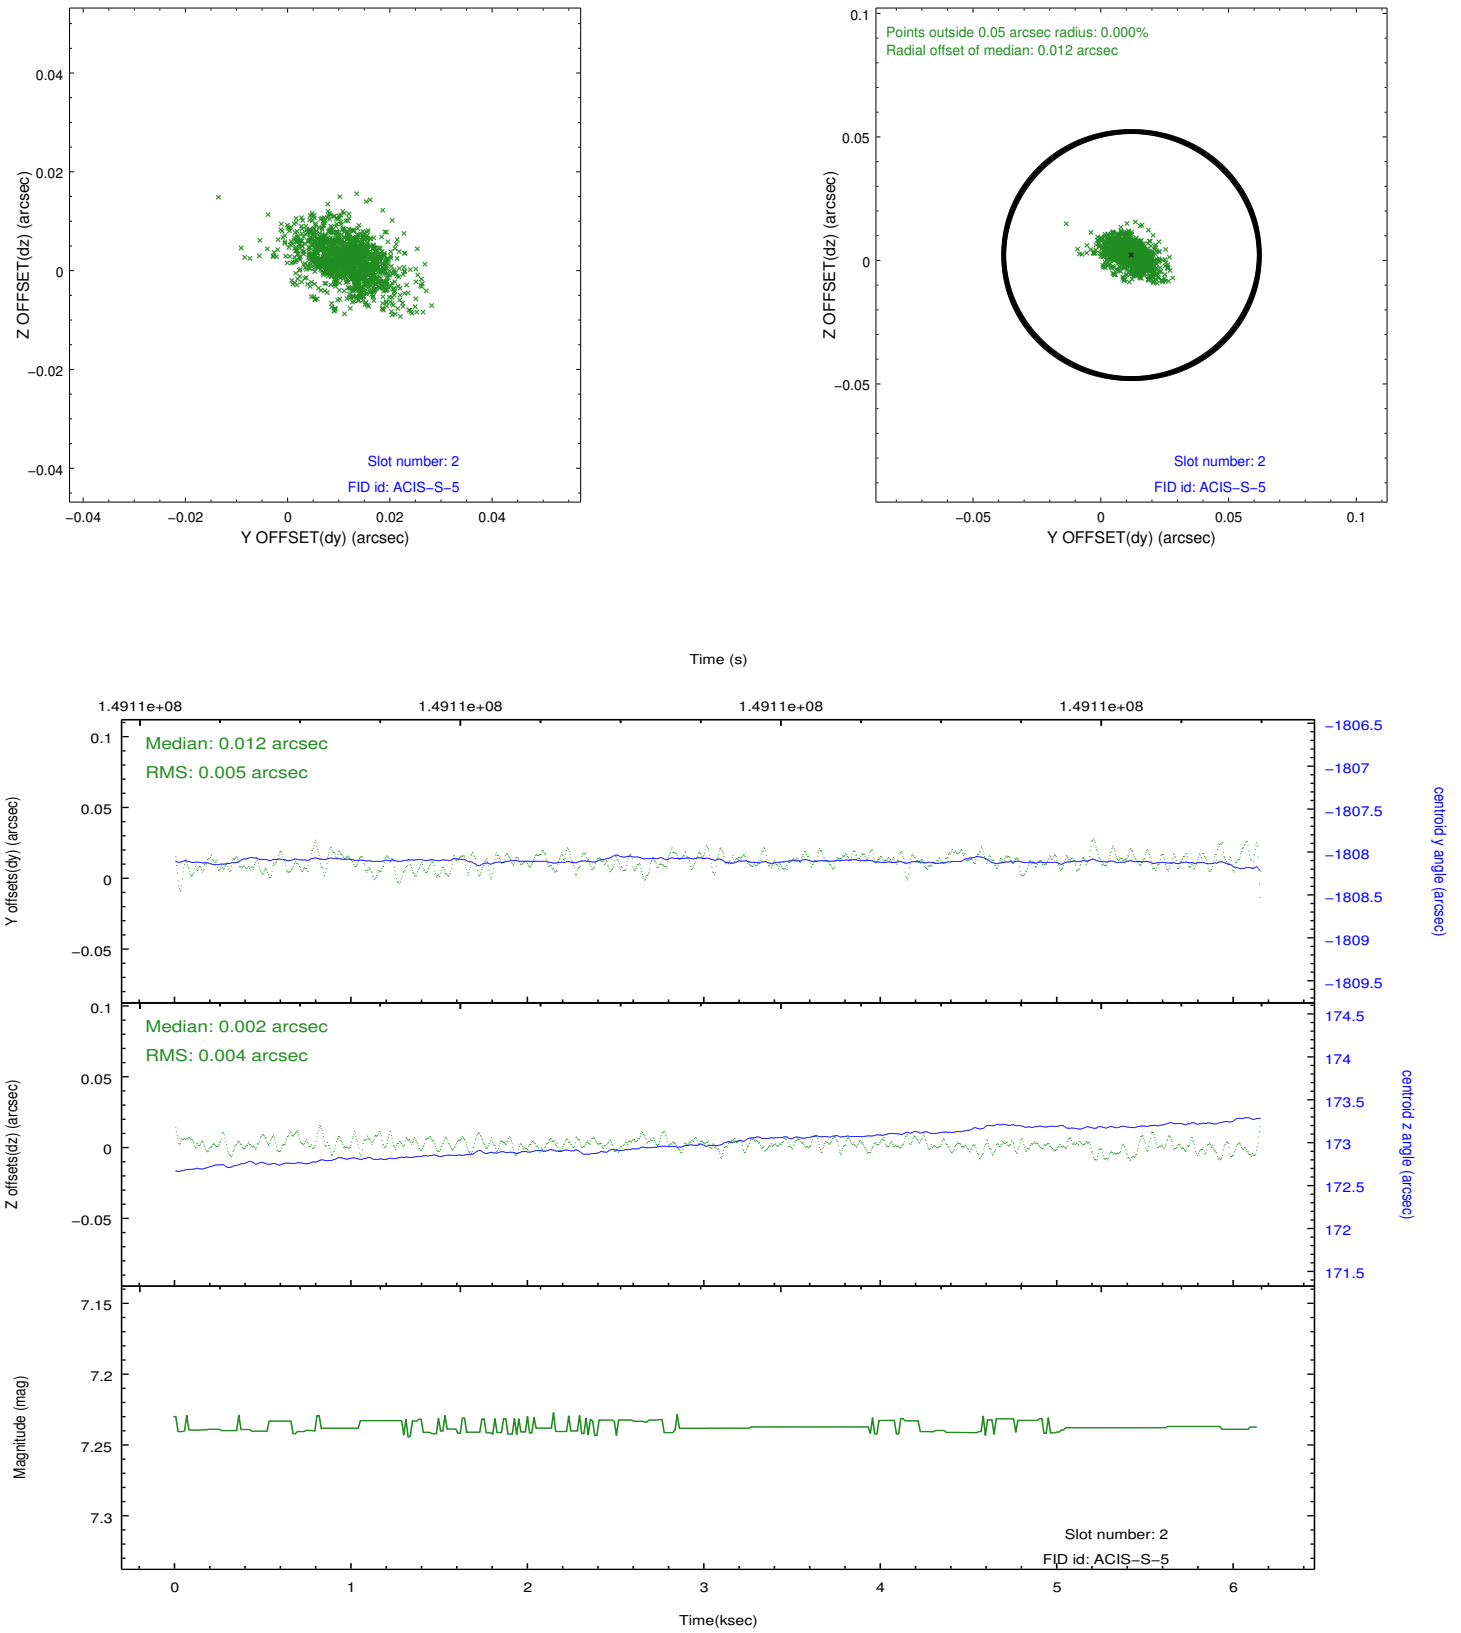 0.04
0.02
0
−0.02
−0.04
Z OFFSET(dz) (arcsec)
Slot number: 2
FID id: ACIS−S−5
−0.04
−0.02
0
0.02
0.04
Y OFFSET(dy) (arcsec)
0.1
0.05
0
−0.05
Z OFFSET(dz) (arcsec)
Points outside 0.05 arcsec radius: 0.000%
Radial offset of median: 0.012 arcsec
Slot number: 2
FID id: ACIS−S−5
−0.05
0
0.05
0.1
Y OFFSET(dy) (arcsec)
Time (s)
1.4911e+08
1.4911e+08
1.4911e+08
1.4911e+08
Y offsets(dy) (arcsec)
0.1
0.05
0
−0.05
Median: 0.012 arcsec
RMS: 0.005 arcsec
−1806.5
−1807
−1807.5
−1808
−1808.5
−1809
−1809.5
centroid y angle (arcsec)
Z offsets(dz) (arcsec)
0.1
0.05
0
−0.05
Median: 0.002 arcsec
RMS: 0.004 arcsec
174.5
174
173.5
173
172.5
172
171.5
centroid z angle (arcsec)
Magnitude (mag)
7.15
7.2
7.25
7.3
Slot number: 2
FID id: ACIS−S−5
0
1
2
3
4
5
6
Time(ksec)